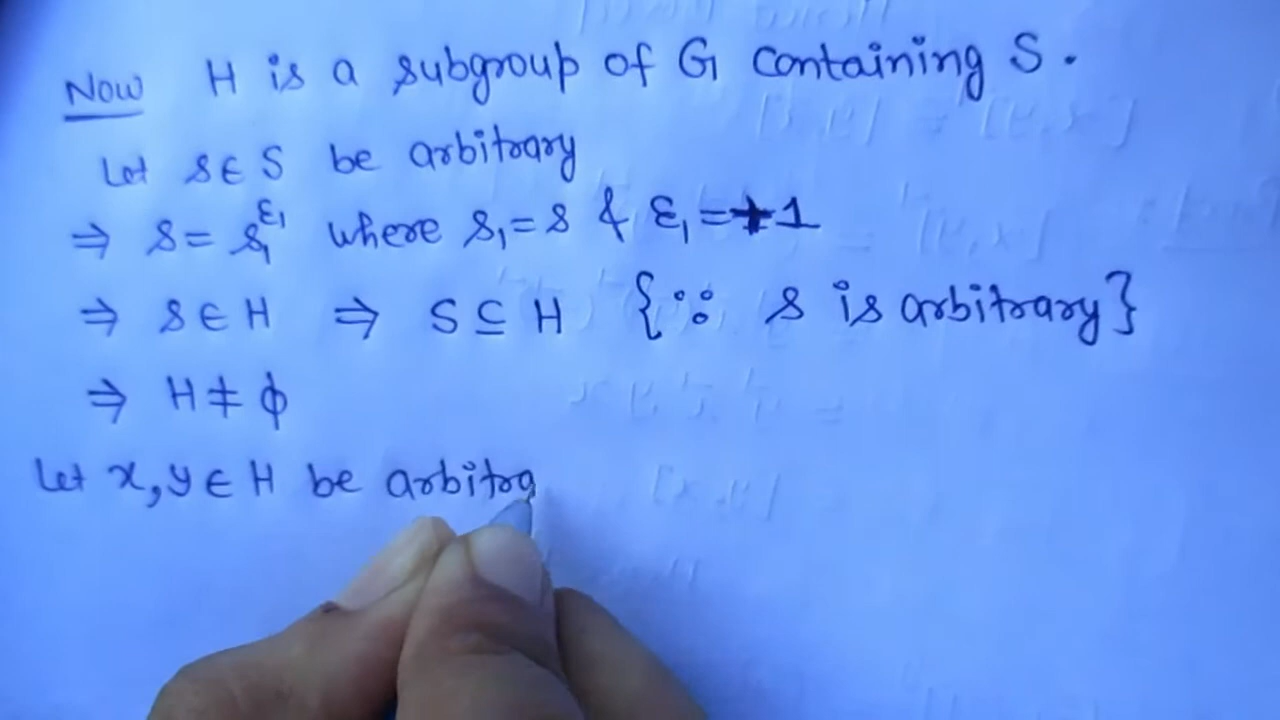 Now H is a subgroup of G containing S.
Let s ∈ S be arbitrary
⇒ s = s₁^ε₁ where s₁ = s & ε₁ = +1
⇒ s ∈ H ⇒ S ⊆ H {∵ s is arbitrary}
⇒ H ≠ φ
Let x, y ∈ H be arbitra